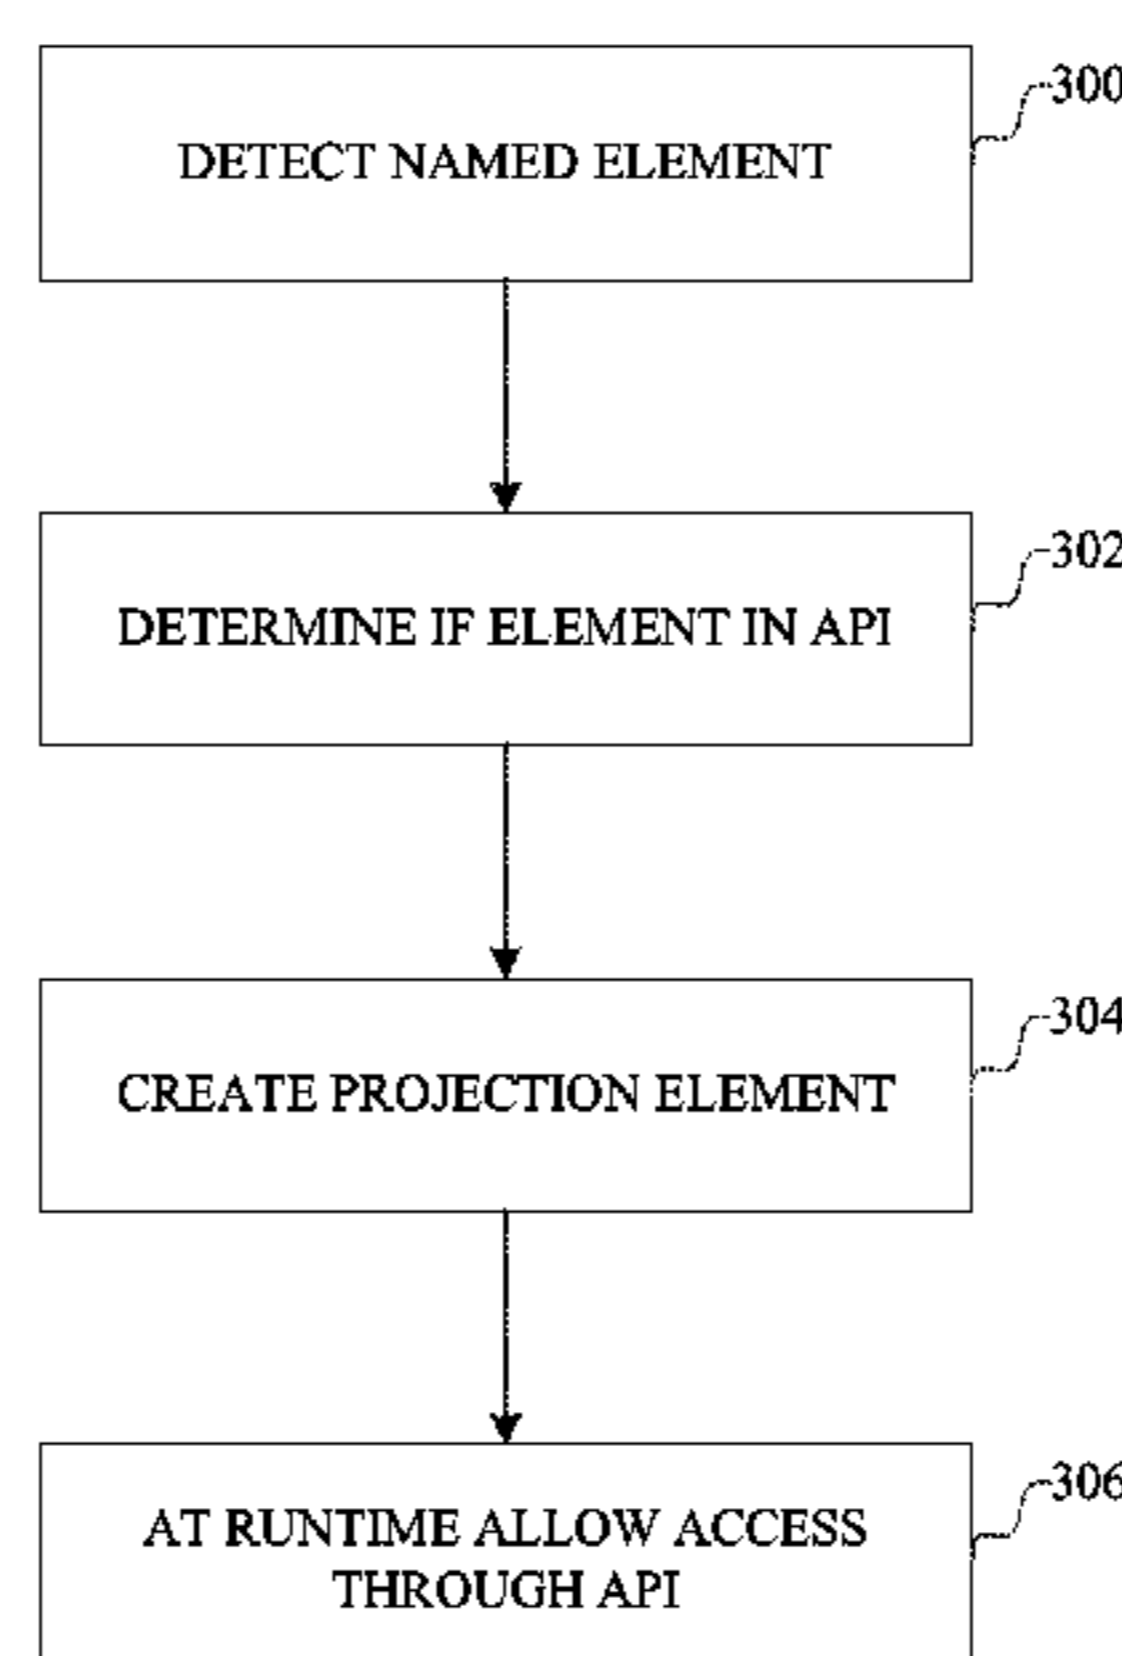 300
DETECT NAMED ELEMENT
302
DETERMINE IF ELEMENT IN API
304
CREATE PROJECTION ELEMENT
306
AT RUNTIME ALLOW ACCESS
THROUGH API